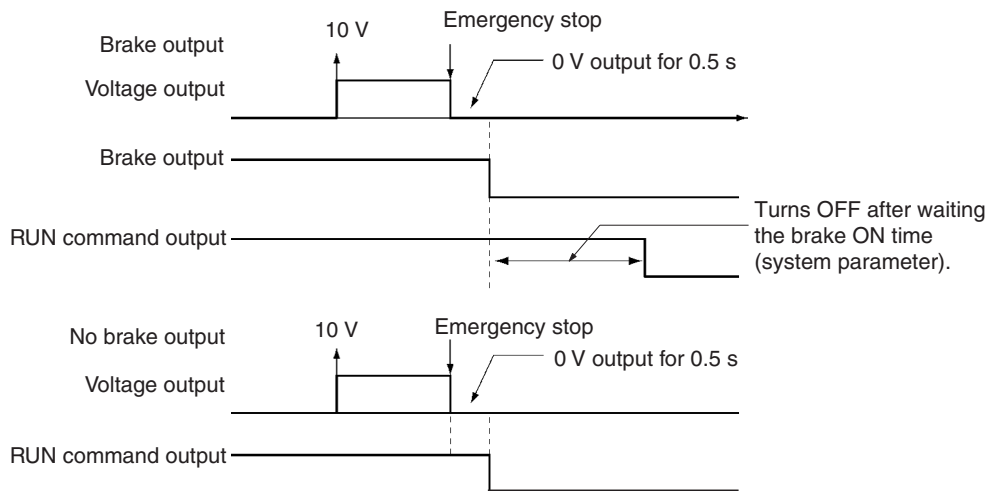 10 V
Emergency stop
Brake output
0 V output for 0.5 s
Voltage output
Brake output
Turns OFF after waiting
the brake ON time
(system parameter).
RUN command output
No brake output
10 V
Emergency stop
0 V output for 0.5 s
Voltage output
RUN command output